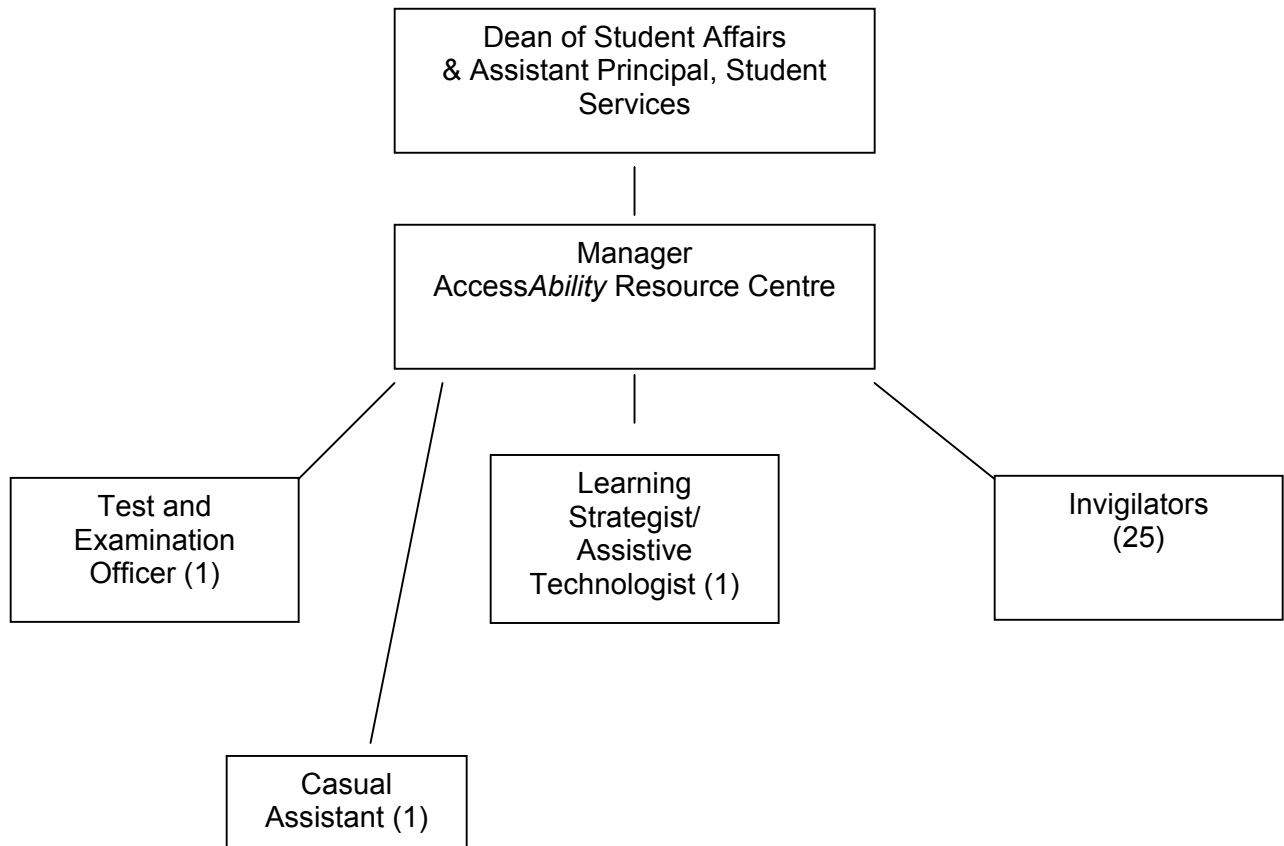 Dean of Student Affairs
& Assistant Principal, Student
Services
Manager
AccessAbility Resource Centre
Test and
Examination
Officer (1)
Learning
Strategist/
Assistive
Technologist (1)
Invigilators
(25)
Casual
Assistant (1)